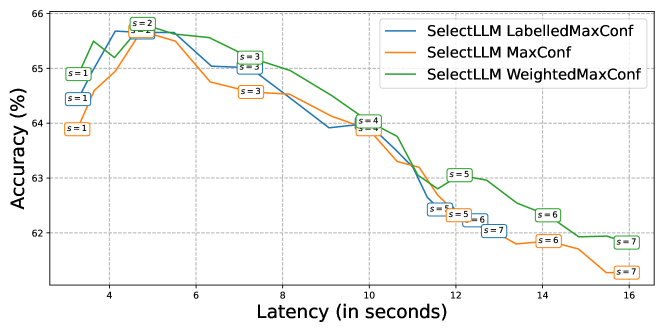 66
65
64
63
62
Accuracy (%)
SelectLLM LabelledMaxConf
SelectLLM MaxConf
SelectLLM WeightedMaxConf
s = 1
s = 1
s = 1
s = 2
s = 3
s = 3
s = 3
s = 4
s = 4
s = 5
s = 5
s = 5
s = 6
s = 6
s = 6
s = 7
s = 7
s = 7
4
6
8
10
12
14
16
Latency (in seconds)